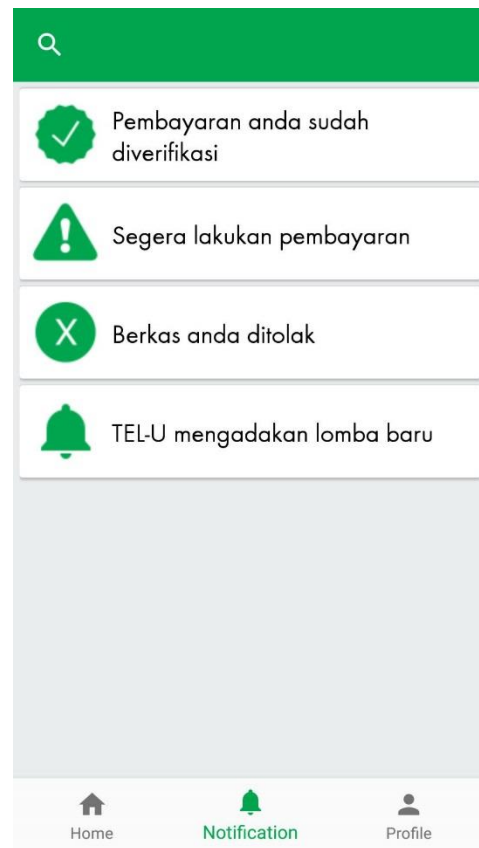 Pembayaran anda sudah
diverifikasi
Segera lakukan pembayaran
X
Berkas anda ditolak
TEL-U mengadakan lomba baru
Home
Notification
Profile